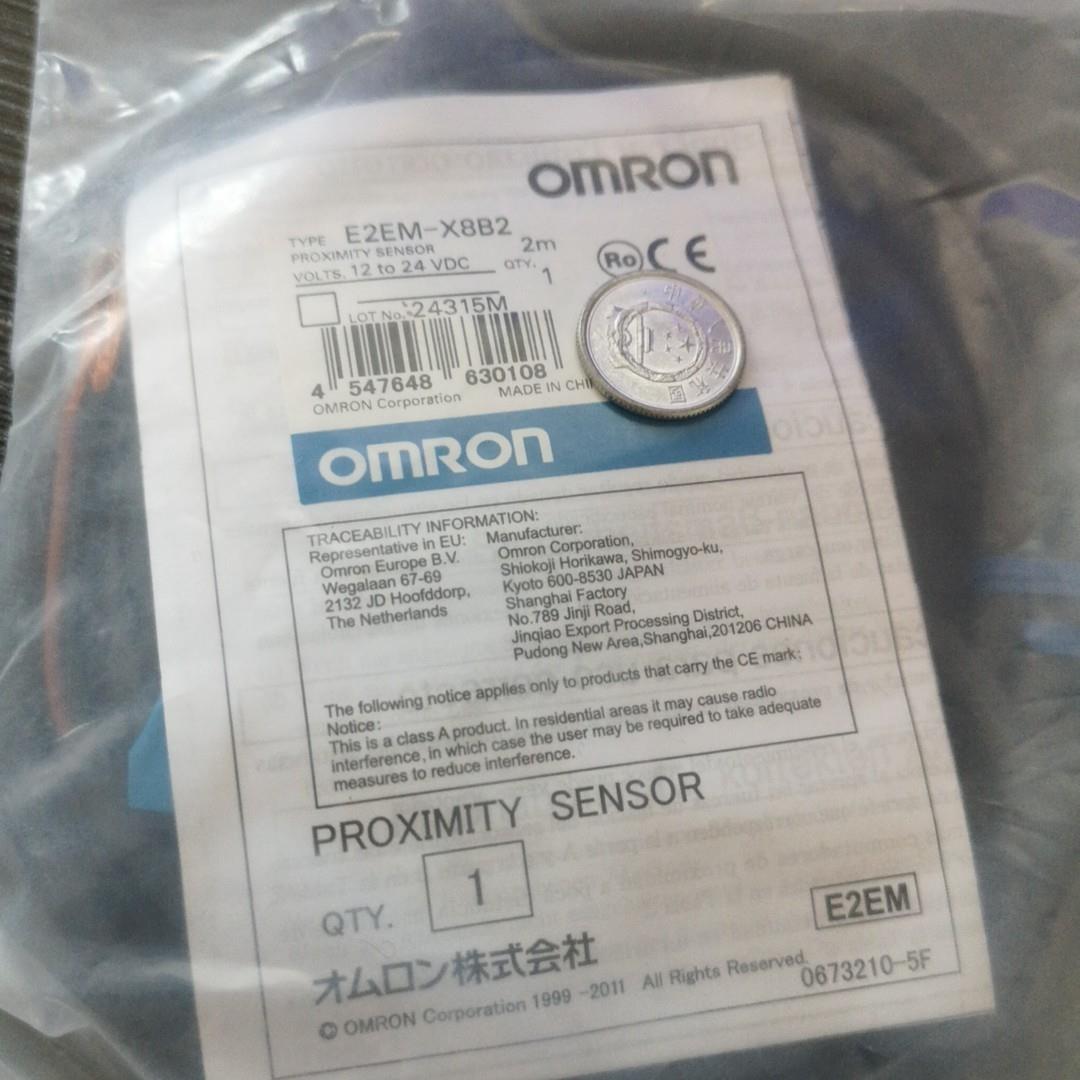 OMRON
TYPE E2EM-X8B2
PROXIMITY SENSOR 2m
VOLTS. 12 to 24 VDC QTY. 1
Ro CE
LOT No. 24315M
4 547648 630108
OMRON Corporation MADE IN CHI
OMRON
TRACEABILITY INFORMATION:
Representative in EU:
Omron Europe B.V.
Wegalaan 67-69
2132 JD Hoofddorp,
The Netherlands
Manufacturer:
Omron Corporation,
Shiokoji Horikawa, Shimogyo-ku,
Kyoto 600-8530 JAPAN
Shanghai Factory
No.789 Jinji Road,
Jinqiao Export Processing District,
Pudong New Area,Shanghai,201206 CHINA
The following notice applies only to products that carry the CE mark:
Notice:
This is a class A product. In residential areas it may cause radio
interference, in which case the user may be required to take adequate
measures to reduce interference.
PROXIMITY SENSOR
QTY. 1
E2EM
オムロン株式会社
© OMRON Corporation 1999 -2011 All Rights Reserved.
0673210-5F